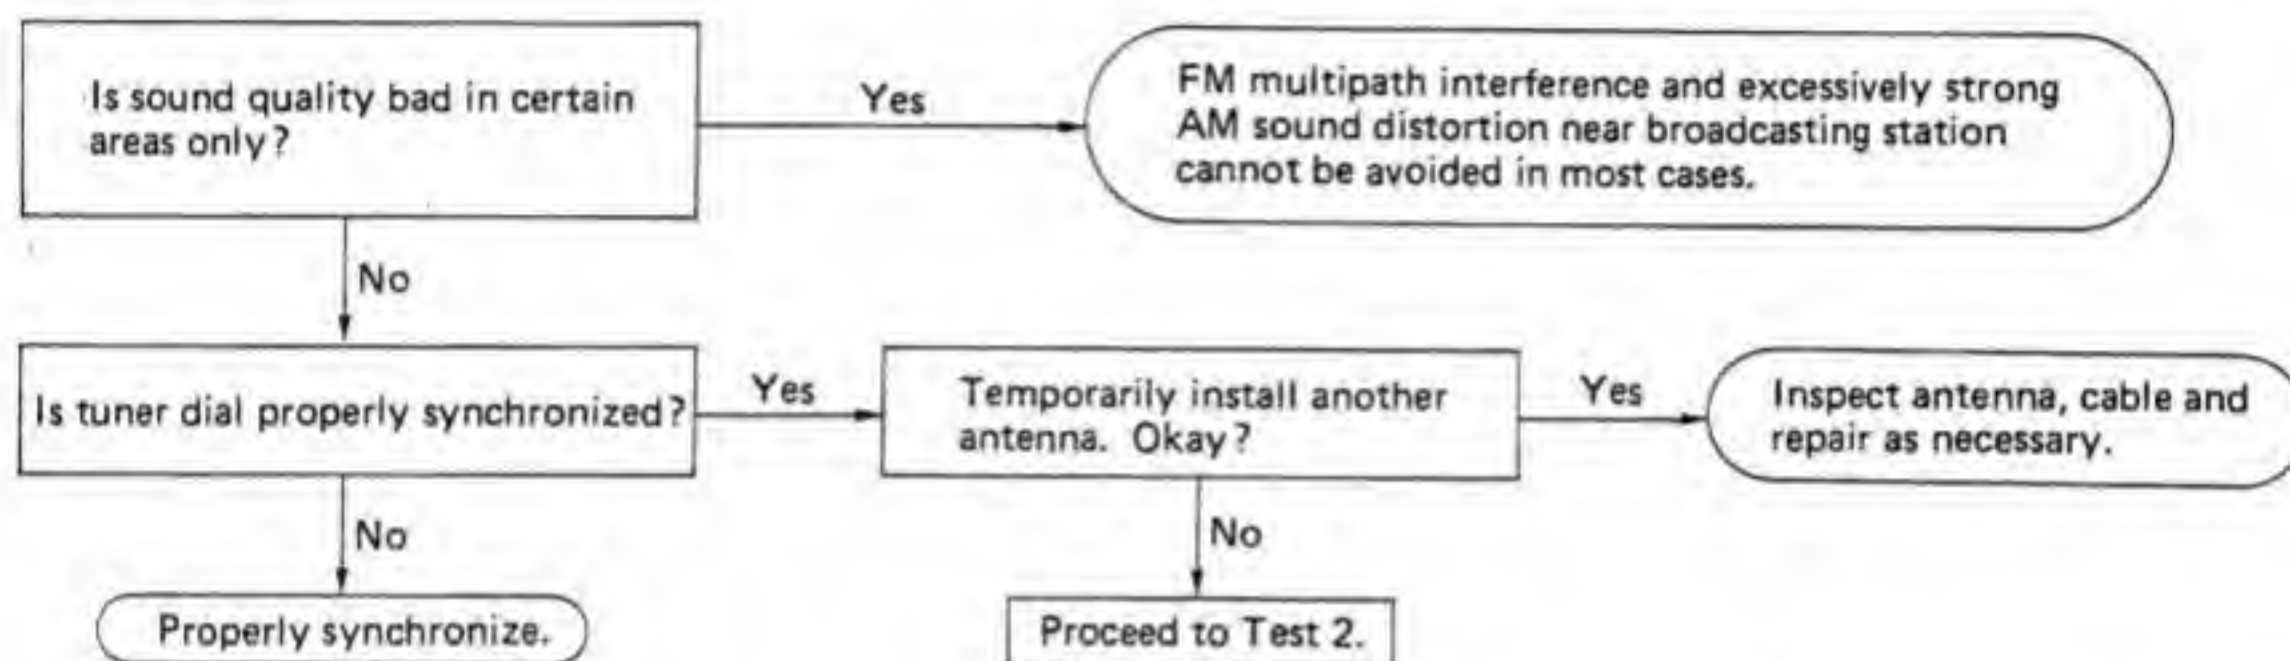 Is sound quality bad in certain
areas only?
Yes
FM multipath interference and excessively strong
AM sound distortion near broadcasting station
cannot be avoided in most cases.
No
Is tuner dial properly synchronized?
Yes
Temporarily install another
antenna. Okay?
Yes
Inspect antenna, cable and
repair as necessary.
No
Properly synchronize.
No
Proceed to Test 2.